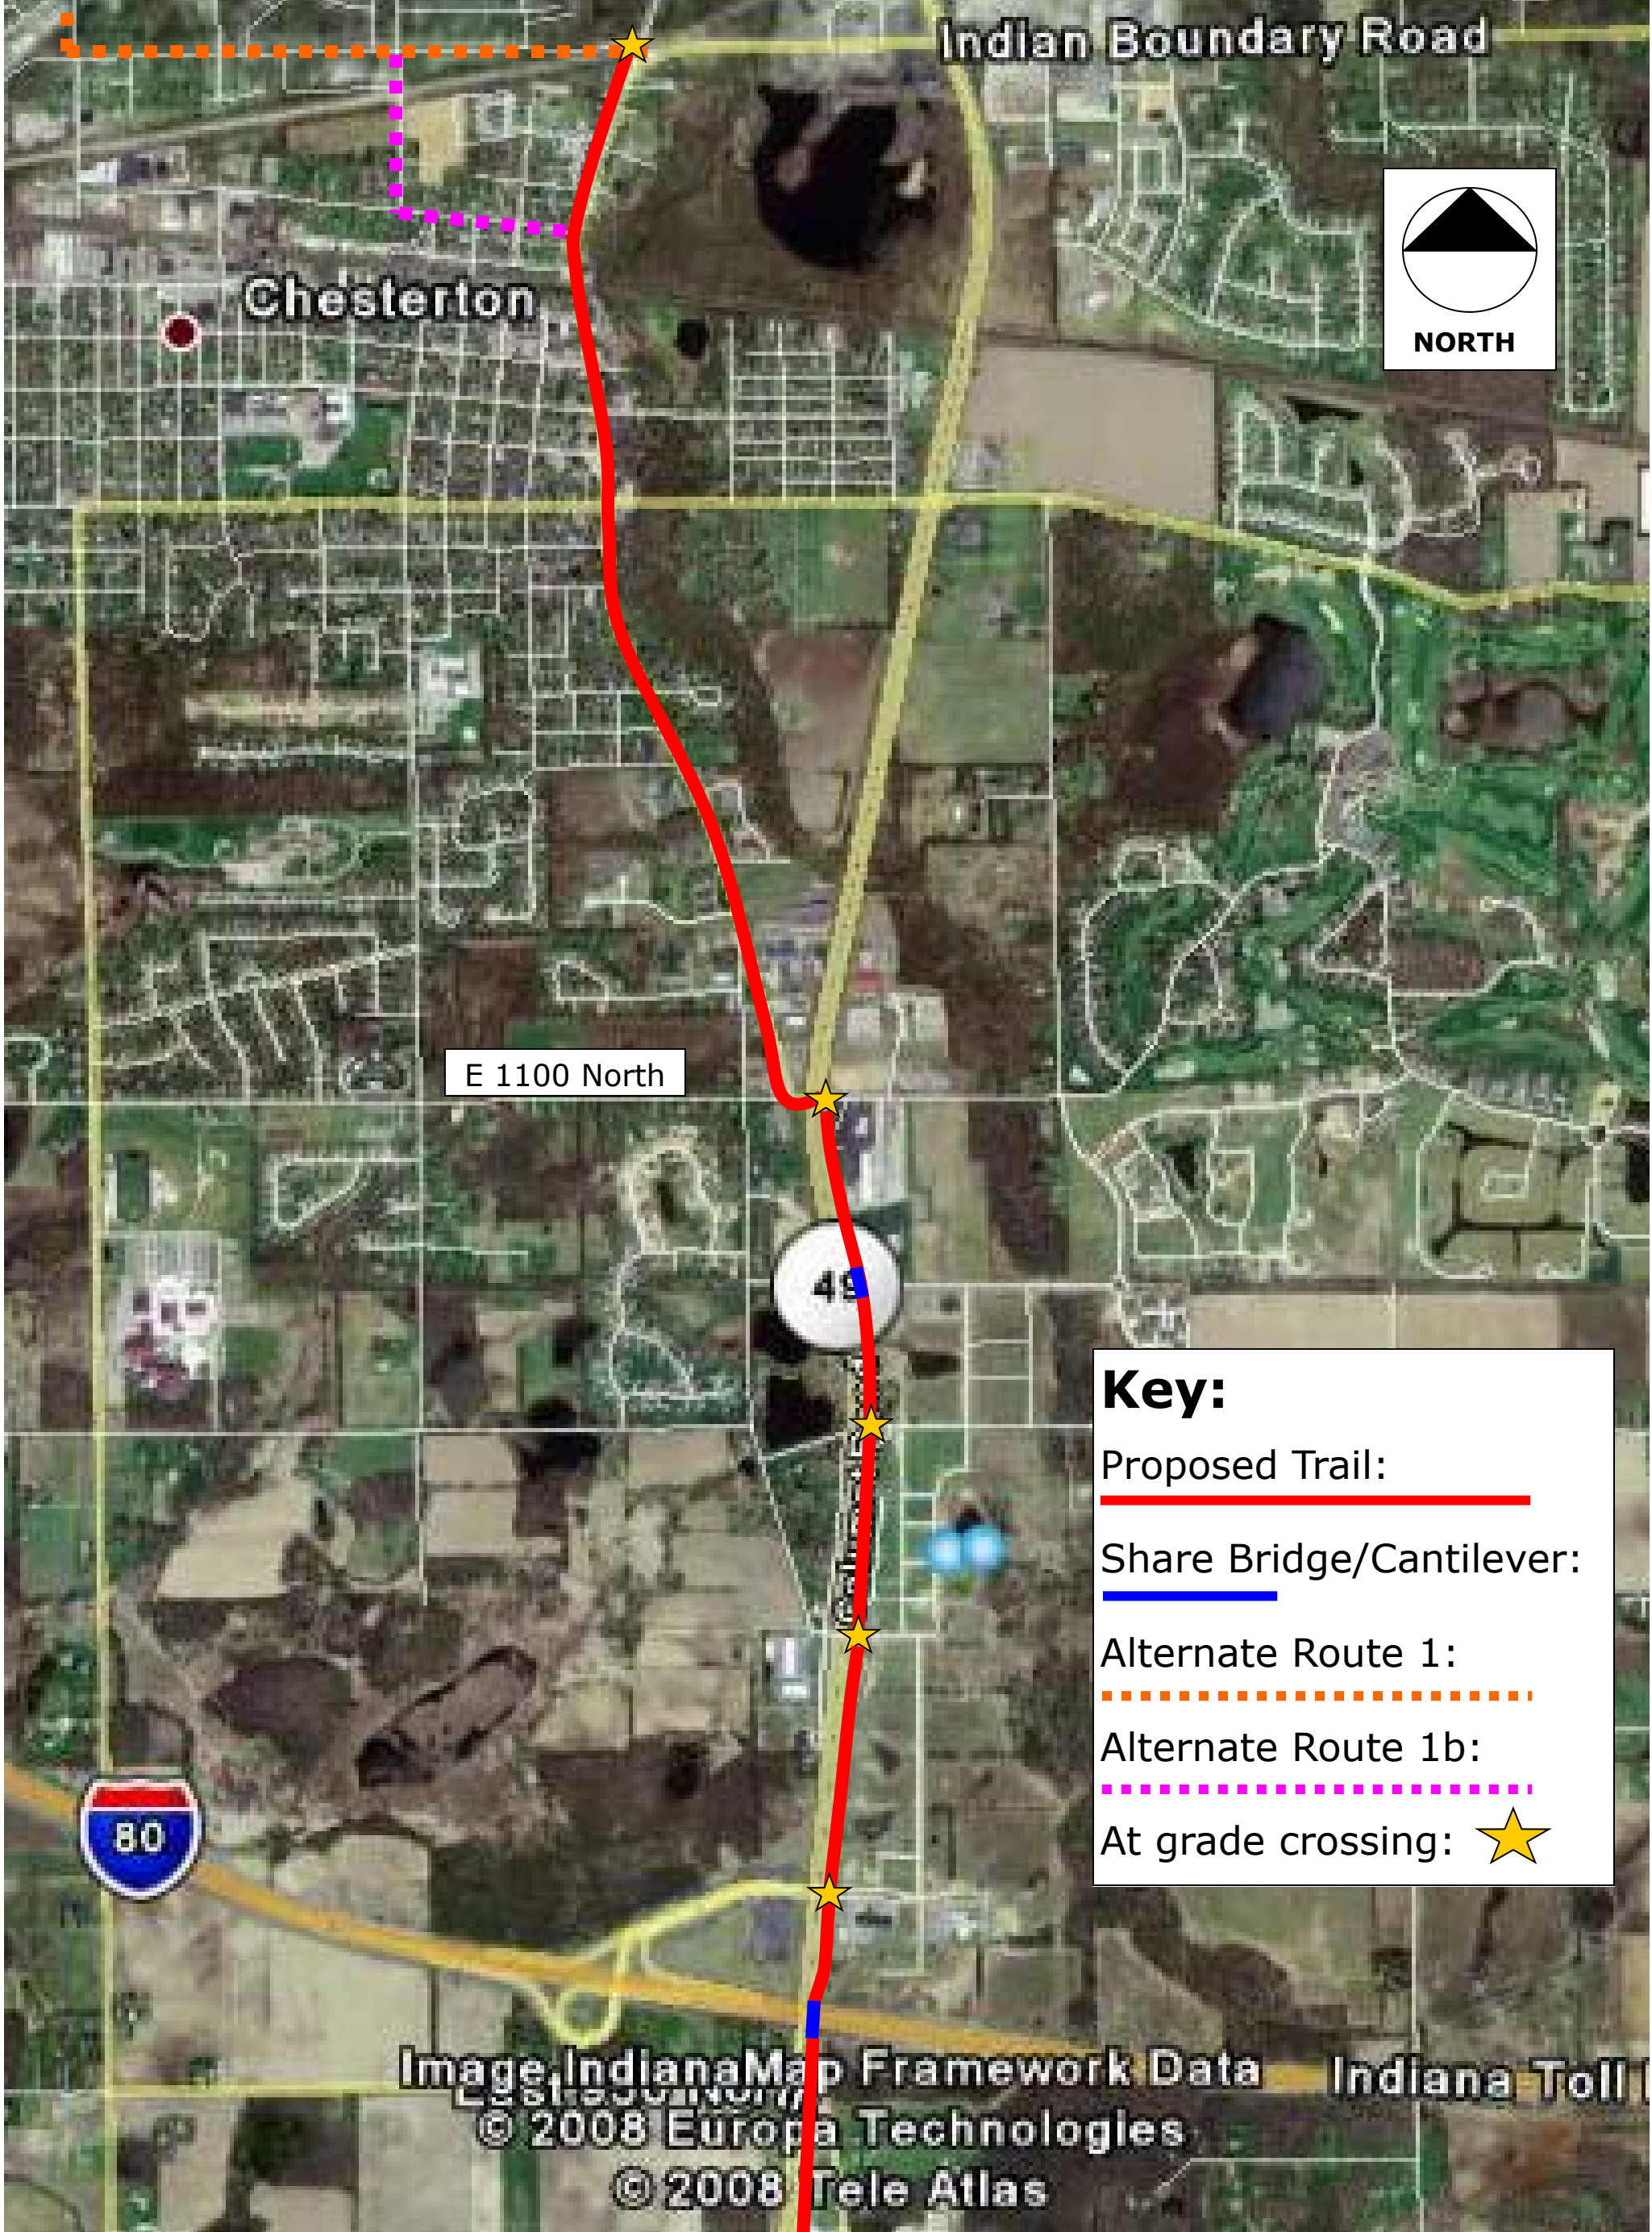 Indian Boundary Road
Chesterton
NORTH
E 1100 North
49
Key:
Proposed Trail:
Share Bridge/Cantilever:
Alternate Route 1:
Alternate Route 1b:
At grade crossing:
80
Image IndianaMap Framework Data
Indiana Toll
© 2008 Europa Technologies
© 2008 Tele Atlas